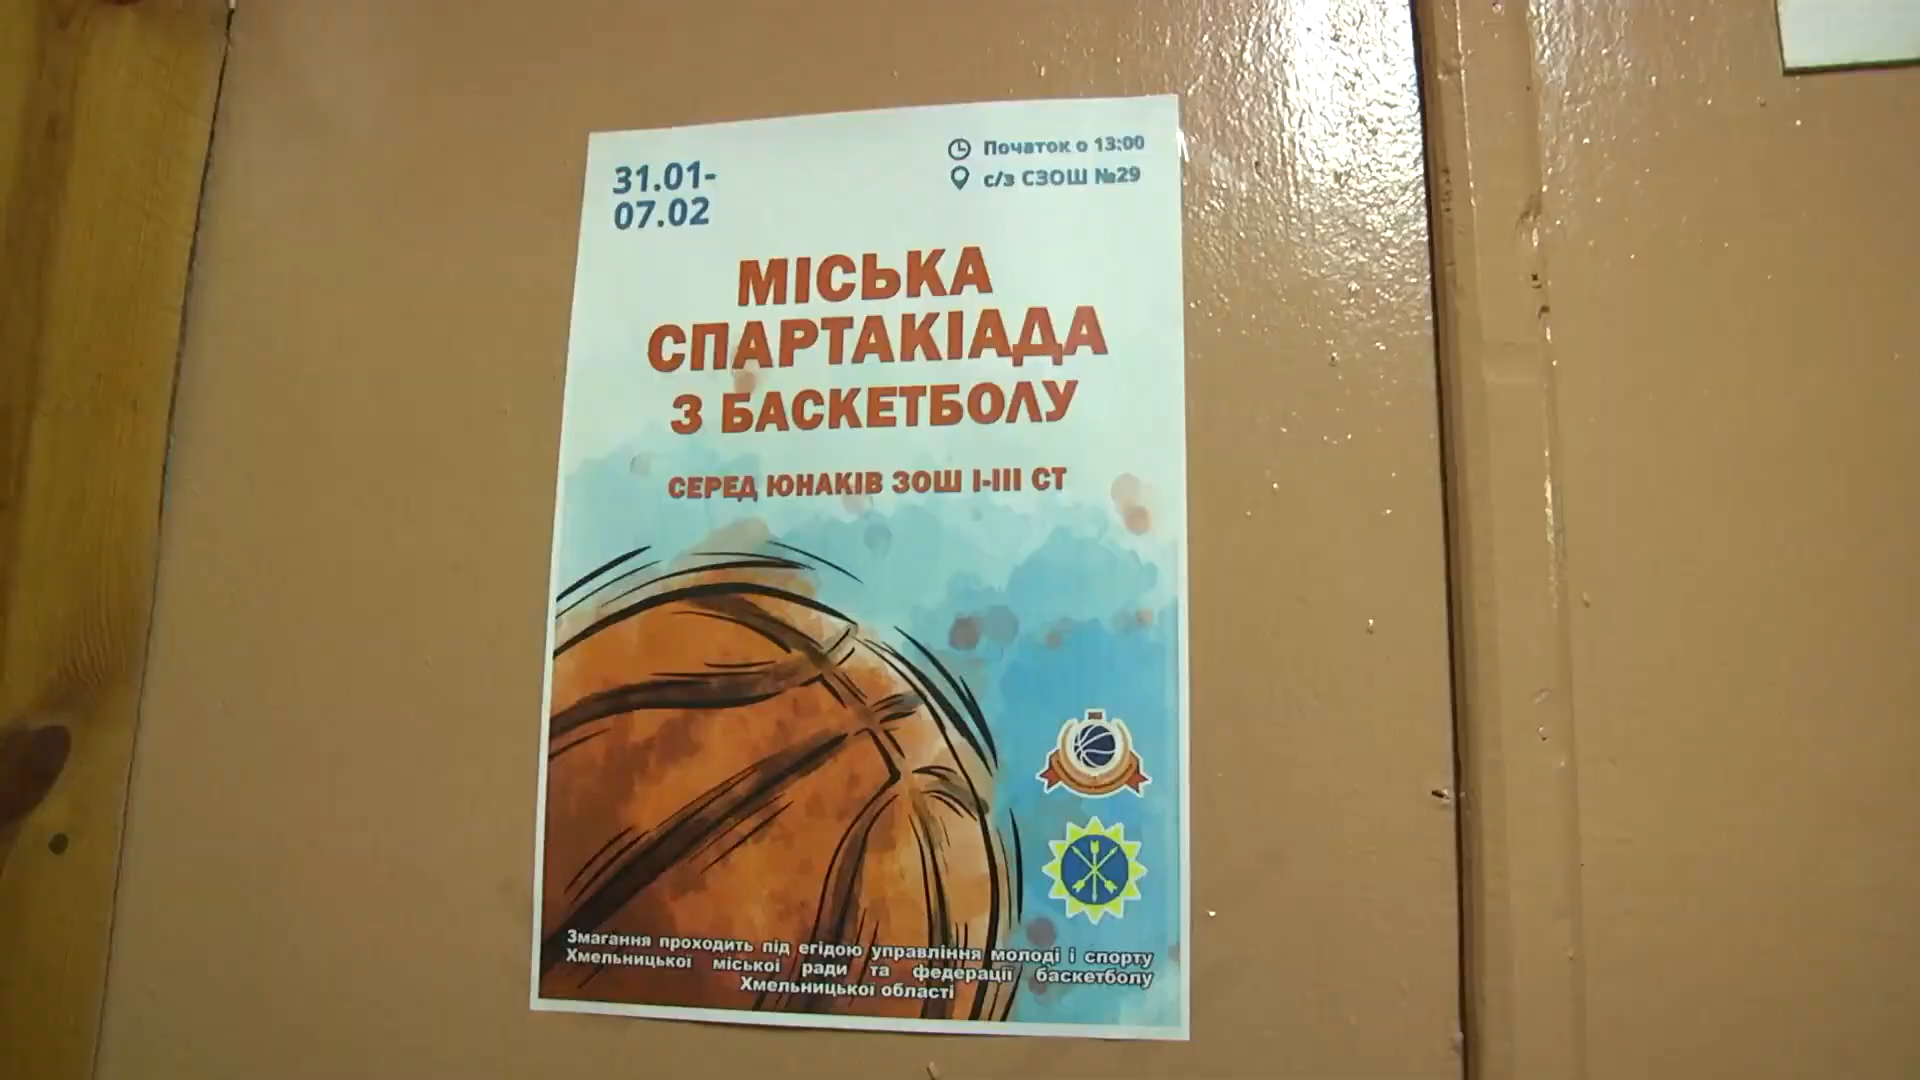 31.01-
07.02
Початок о 13:00
с/з СЗОШ №29
МІСЬКА
СПАРТАКІАДА
З БАСКЕТБОЛУ
СЕРЕД ЮНАКІВ ЗОШ І-ІІІ СТ
Змагання проходить під егідою управління молоді і спорту
Хмельницької міської ради та федерації баскетболу
Хмельницької області